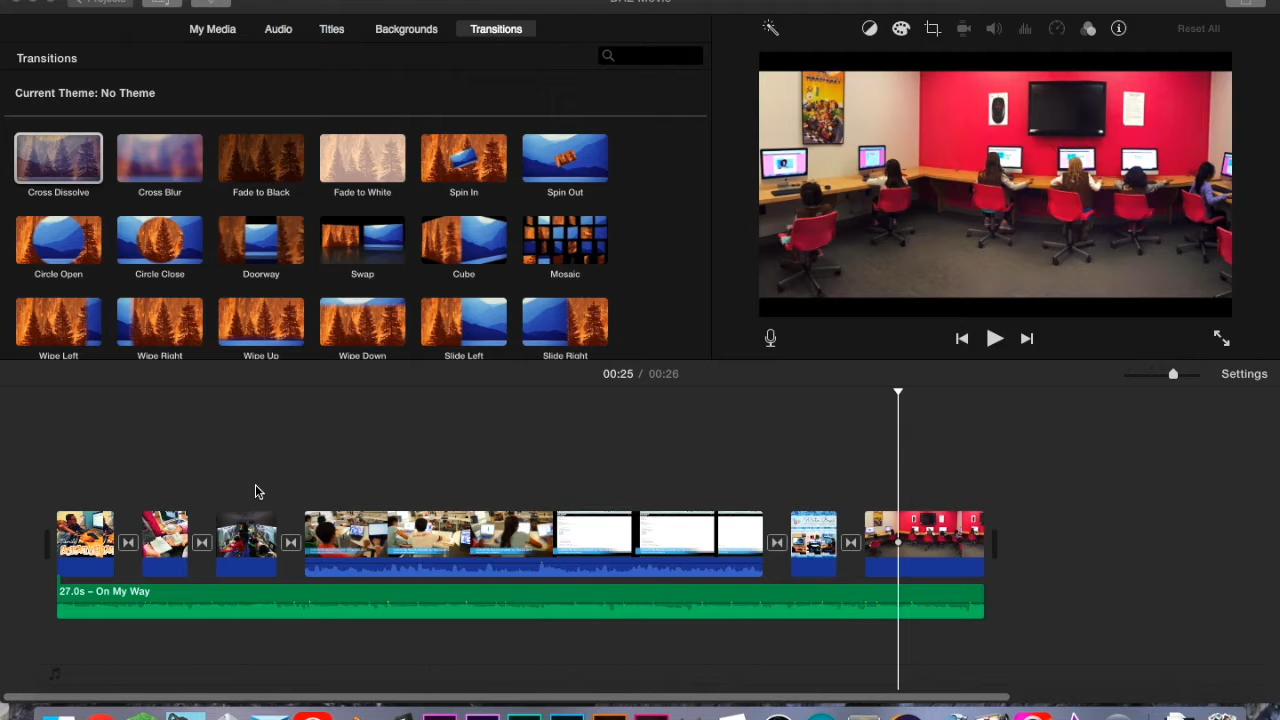 My Media Audio Titles Backgrounds Transitions
Transitions
Reset All
Current Theme: No Theme
Cross Dissolve Cross Blur Fade to Black Fade to White Spin In Spin Out
Circle Open Circle Close Doorway Swap Cube Mosaic
Wipe Left Wipe Right Wipe Up Wipe Down Slide Left Slide Right
00:25 / 00:26
Settings
27.0s – On My Way